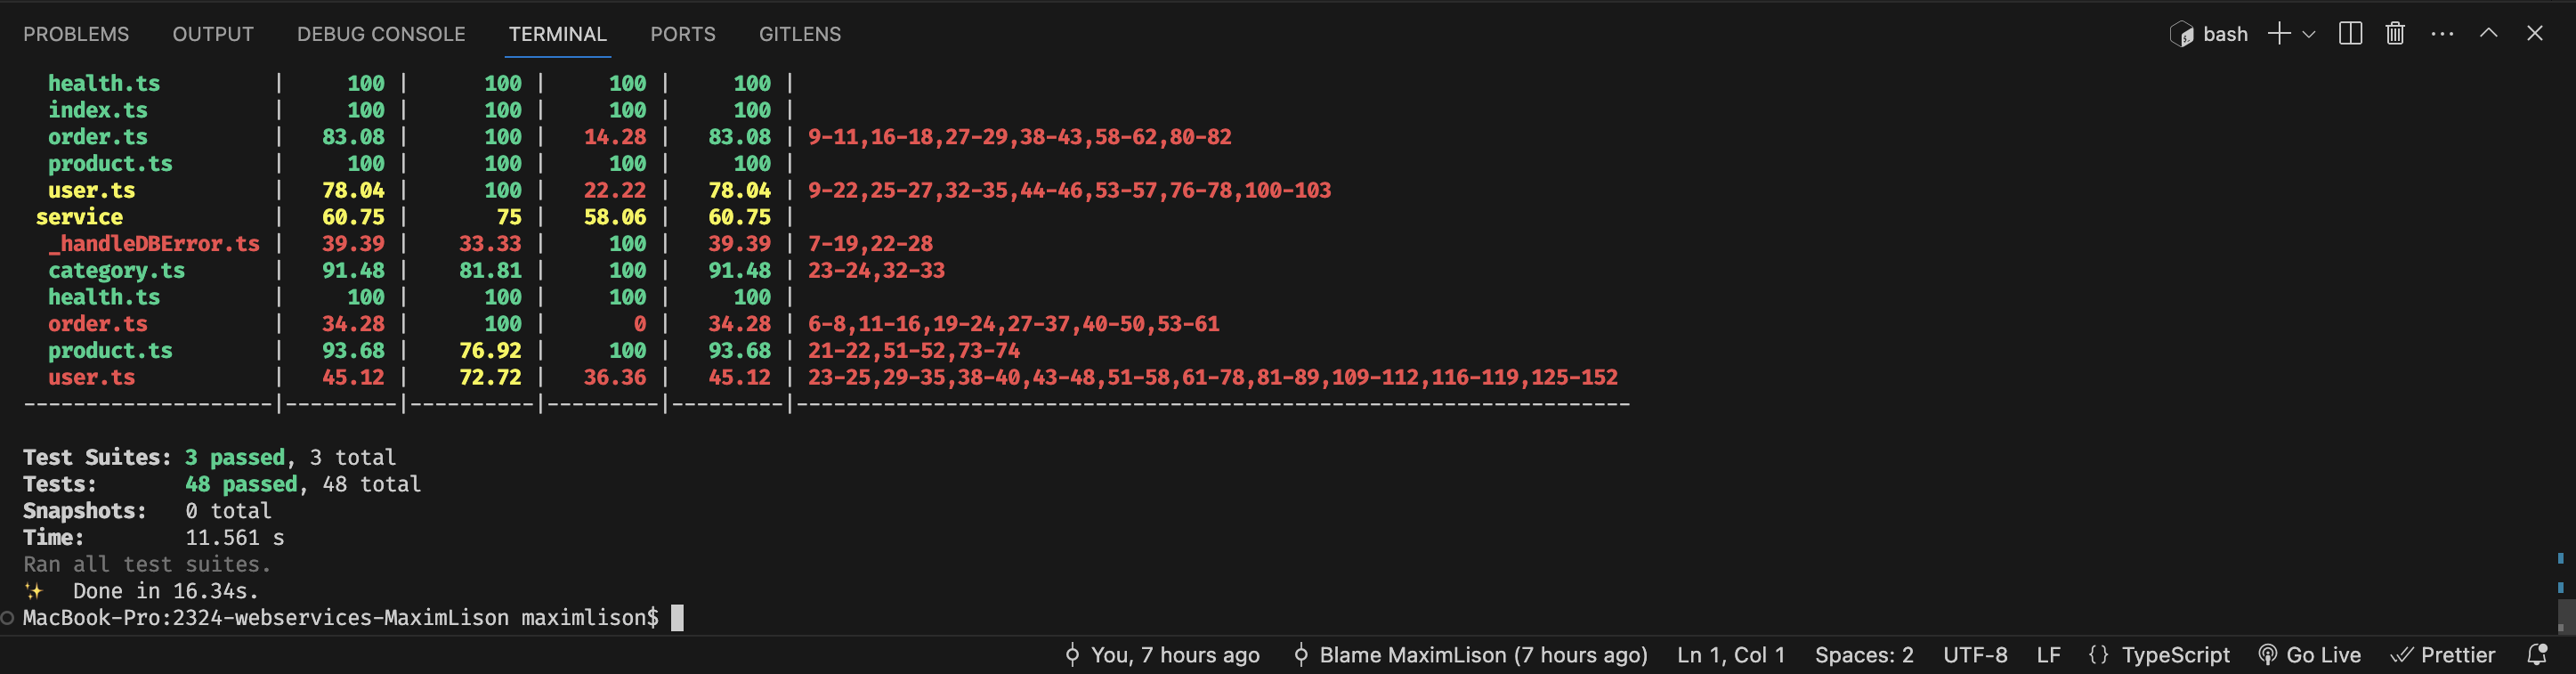 PROBLEMS OUTPUT DEBUG CONSOLE TERMINAL PORTS GITLENS bash
health.ts | 100 | 100 | 100 | 100 |
index.ts | 100 | 100 | 100 | 100 |
order.ts | 83.08 | 100 | 14.28 | 83.08 | 9-11,16-18,27-29,38-43,58-62,80-82
product.ts | 100 | 100 | 100 | 100 |
user.ts | 78.04 | 100 | 22.22 | 78.04 | 9-22,25-27,32-35,44-46,53-57,76-78,100-103
service | 60.75 | 75 | 58.06 | 60.75 |
_handleDBError.ts | 39.39 | 33.33 | 100 | 39.39 | 7-19,22-28
category.ts | 91.48 | 81.81 | 100 | 91.48 | 23-24,32-33
health.ts | 100 | 100 | 100 | 100 |
order.ts | 34.28 | 100 | 0 | 34.28 | 6-8,11-16,19-24,27-37,40-50,53-61
product.ts | 93.68 | 76.92 | 100 | 93.68 | 21-22,51-52,73-74
user.ts | 45.12 | 72.72 | 36.36 | 45.12 | 23-25,29-35,38-40,43-48,51-58,61-78,81-89,109-112,116-119,125-152
--------------------|---------|----------|---------|---------|-------------------------------------------------------------------
Test Suites: 3 passed, 3 total
Tests: 48 passed, 48 total
Snapshots: 0 total
Time: 11.561 s
Ran all test suites.
✨ Done in 16.34s.
MacBook-Pro:2324-webservices-MaximLison maximlison$
You, 7 hours ago Blame MaximLison (7 hours ago) Ln 1, Col 1 Spaces: 2 UTF-8 LF {} TypeScript Go Live Prettier